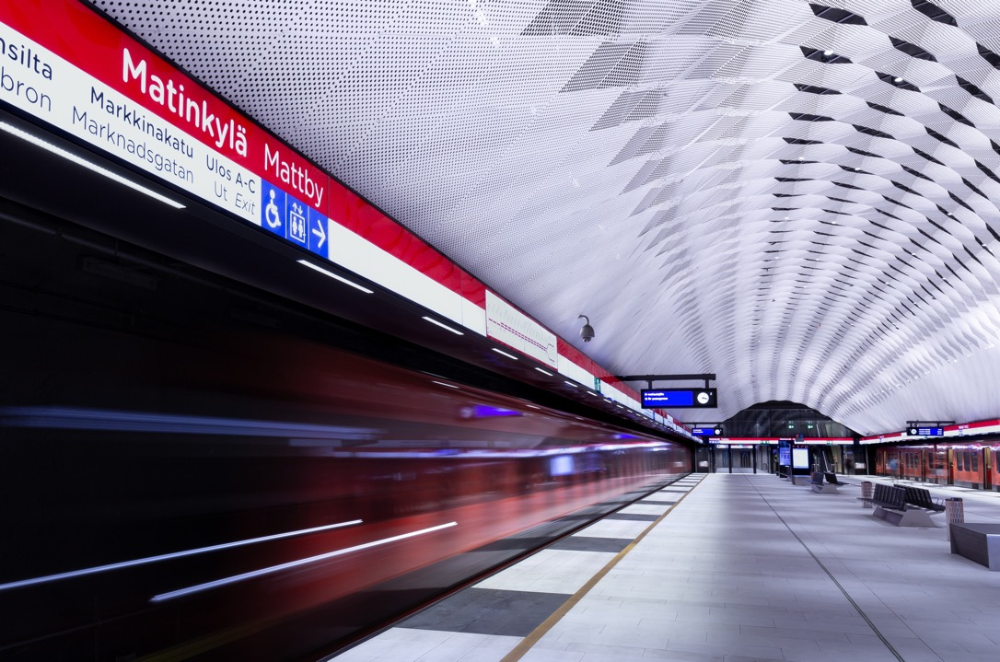 Matinkylä Mattby
nsilta
bron
Markkinakatu
Marknadsgatan
Ulos A-C
Ut Exit